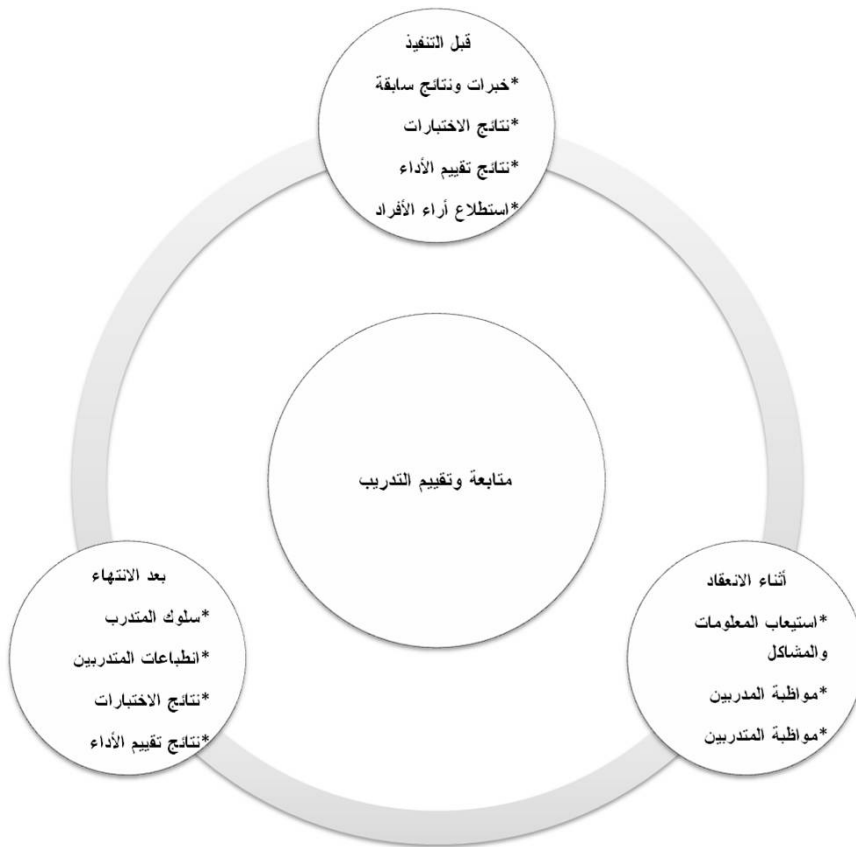 قبل التنفيذ
*خبرات ونتائج سابقة
*نتائج الاختبارات
*نتائج تقييم الأداء
*استطلاع أراء الأفراد
متابعة وتقييم التدريب
أثناء الانعقاد
*استيعاب المعلومات
والمشاكل
*مواظبة المدربين
*مواظبة المتدربين
بعد الانتهاء
*سلوك المتدرب
*انطباعات المتدربين
*نتائج الاختبارات
*نتائج تقييم الأداء